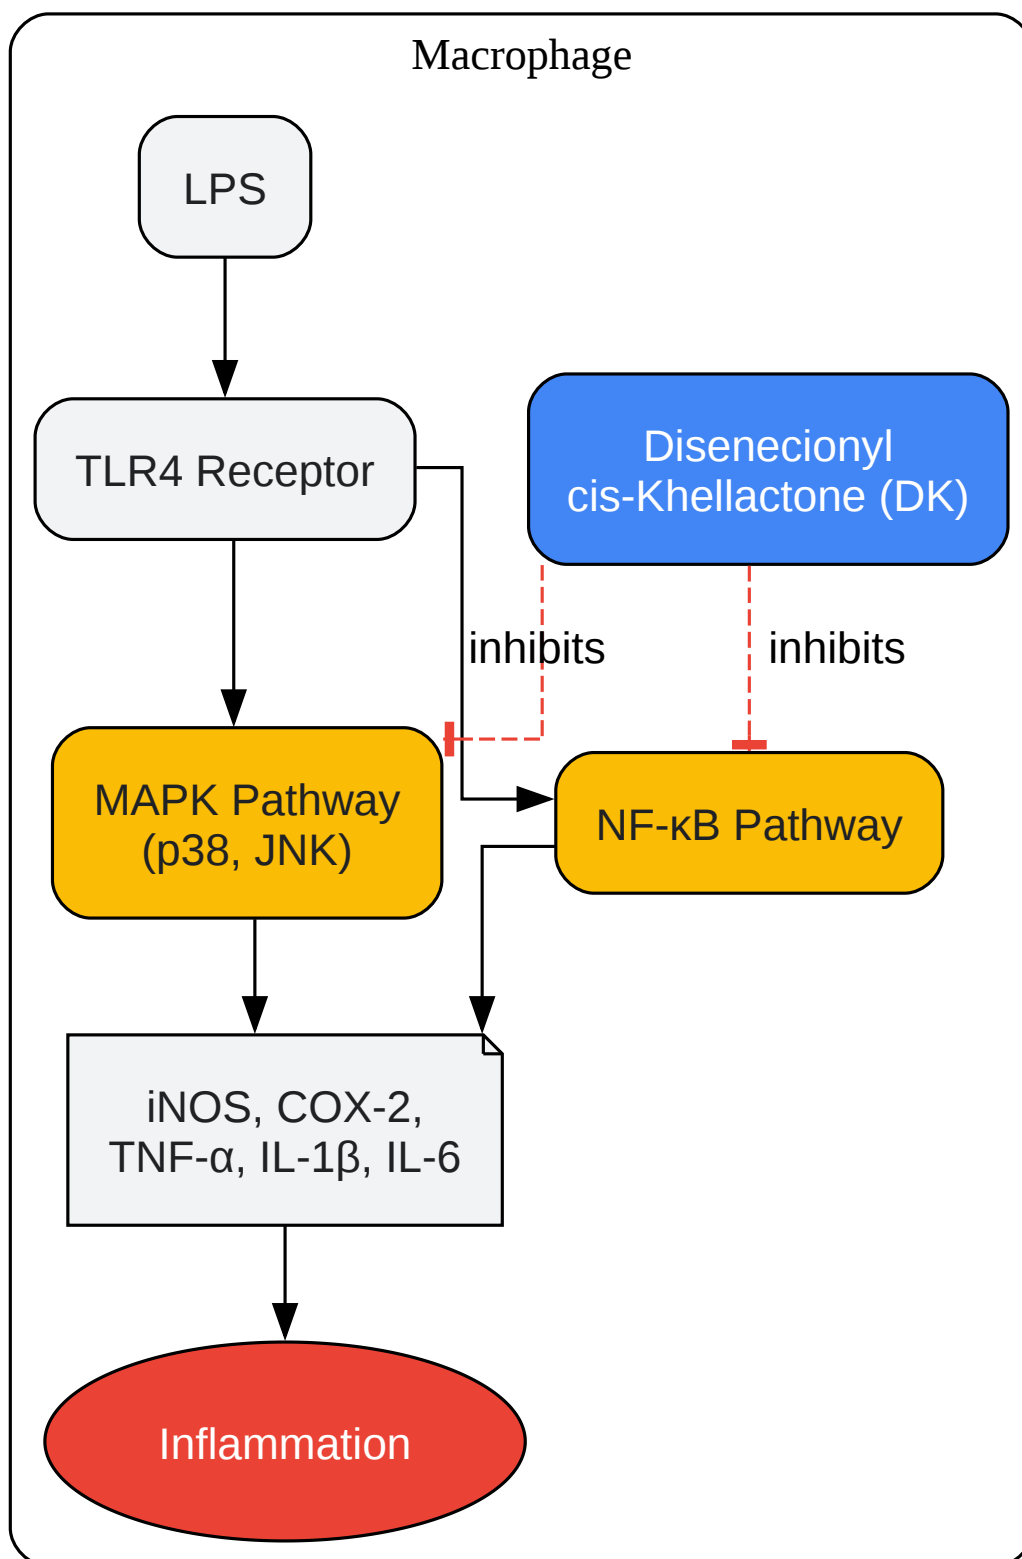 Macrophage
LPS
TLR4 Receptor
Disenecionyl
cis-Khellactone (DK)
inhibits
inhibits
MAPK Pathway
(p38, JNK)
NF-κB Pathway
iNOS, COX-2,
TNF-α, IL-1β, IL-6
Inflammation